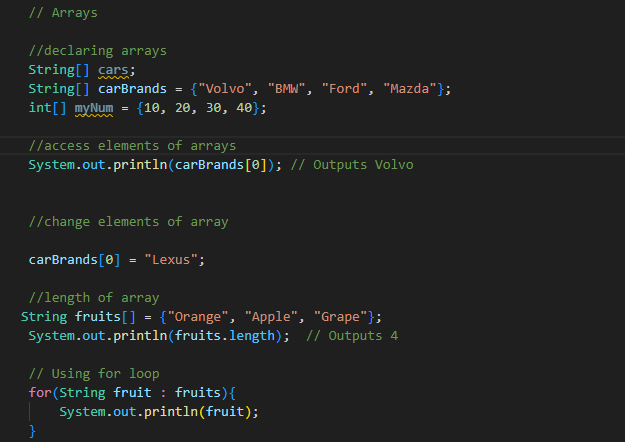 // Arrays
//declaring arrays
String[] cars;
String[] carBrands = {"Volvo", "BMW", "Ford", "Mazda"};
int[] myNum = {10, 20, 30, 40};
//access elements of arrays
System.out.println(carBrands[0]); // Outputs Volvo
//change elements of array
carBrands[0] = "Lexus";
//length of array
String fruits[] = {"Orange", "Apple", "Grape"};
System.out.println(fruits.length);  // Outputs 4
// Using for loop
for(String fruit : fruits){
System.out.println(fruit);
}